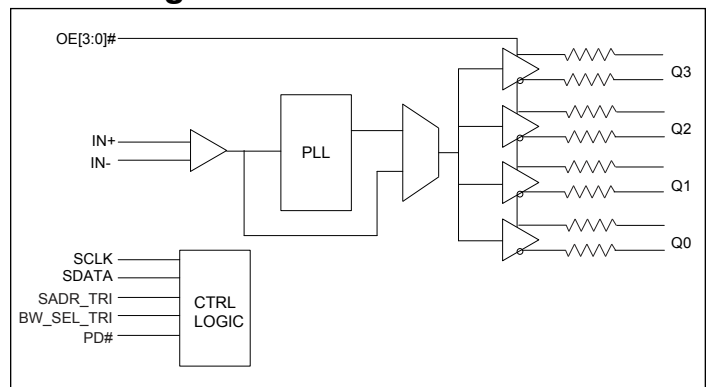 OE[3:0]#
Q3
Q2
Q1
Q0
IN+
IN-
PLL
SCLK
SDATA
SADR_TRI
BW_SEL_TRI
PD#
CTRL
LOGIC